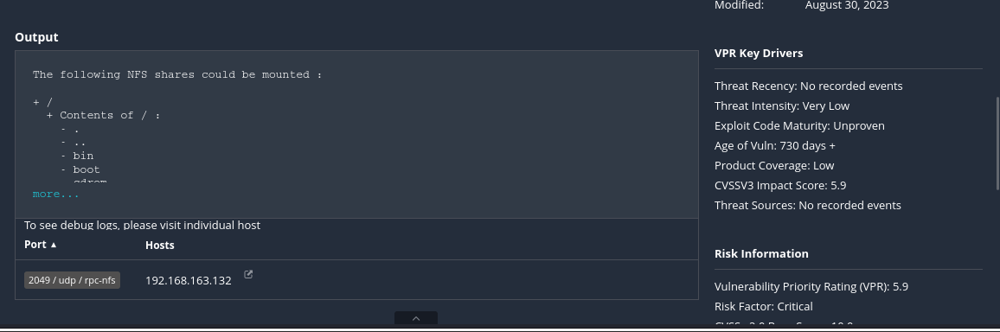 Modified: August 30, 2023
Output
The following NFS shares could be mounted :
+ /
+ Contents of / :
- .
- ..
- bin
- boot
- cdrom
more...
To see debug logs, please visit individual host
Port ▲ Hosts
2049 / udp / rpc-nfs 192.168.163.132
VPR Key Drivers
Threat Recency: No recorded events
Threat Intensity: Very Low
Exploit Code Maturity: Unproven
Age of Vuln: 730 days +
Product Coverage: Low
CVSSV3 Impact Score: 5.9
Threat Sources: No recorded events
Risk Information
Vulnerability Priority Rating (VPR): 5.9
Risk Factor: Critical